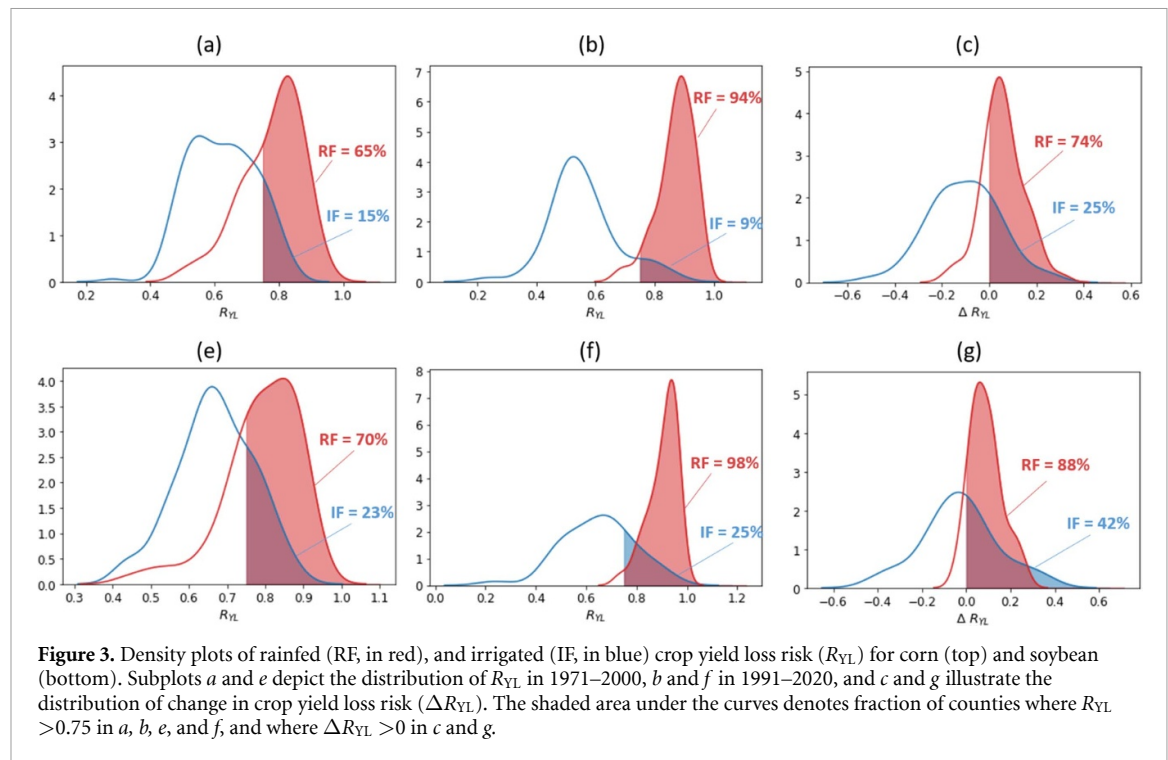 (a)
4
3
2
1
0
0.2 0.4 0.6 0.8 1.0
R_YL
RF = 65%
IF = 15%
(b)
7
6
5
4
3
2
1
0
0.2 0.4 0.6 0.8 1.0
R_YL
RF = 94%
IF = 9%
(c)
5
4
3
2
1
0
−0.6 −0.4 −0.2 0.0 0.2 0.4 0.6
Δ R_YL
RF = 74%
IF = 25%
(e)
4.0
3.5
3.0
2.5
2.0
1.5
1.0
0.5
0.0
0.3 0.4 0.5 0.6 0.7 0.8 0.9 1.0 1.1
R_YL
RF = 70%
IF = 23%
(f)
8
7
6
5
4
3
2
1
0
0.0 0.2 0.4 0.6 0.8 1.0 1.2
R_YL
RF = 98%
IF = 25%
(g)
5
4
3
2
1
0
−0.6 −0.4 −0.2 0.0 0.2 0.4 0.6
Δ R_YL
RF = 88%
IF = 42%
Figure 3. Density plots of rainfed (RF, in red), and irrigated (IF, in blue) crop yield loss risk (R_YL) for corn (top) and soybean
(bottom). Subplots a and e depict the distribution of R_YL in 1971–2000, b and f in 1991–2020, and c and g illustrate the
distribution of change in crop yield loss risk (ΔR_YL). The shaded area under the curves denotes fraction of counties where R_YL
>0.75 in a, b, e, and f, and where ΔR_YL >0 in c and g.